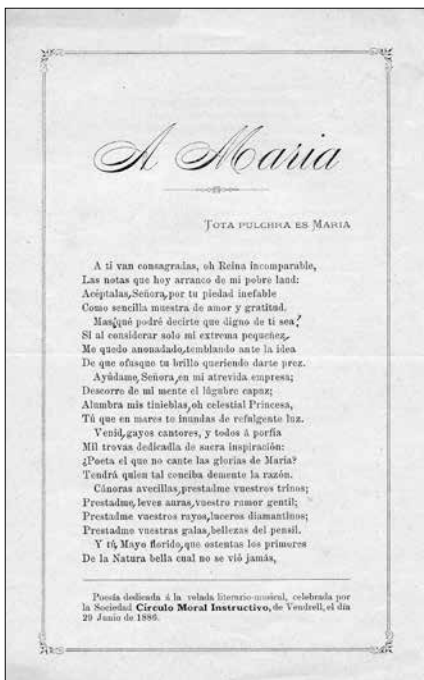 A Maria
TOTA PULCHRA ES MARIA
A ti van consagradas, oh Reina incomparable,
Las notas que hoy arranco de mi pobre laud:
Acéptalas, Señora, por tu piedad inefable
Como sencilla muestra de amor y gratitud.
Mas ¿qué podré decirte que digno de ti sea?
Si al considerar solo mi extrema pequeñez,
Me quedo anonadado, temblando ante la idea
De que ofusque tu brillo queriendo darte prez.
Ayúdame, Señora, en mi atrevida empresa;
Descorre de mi mente el lúgubre capuz;
Alumbra mis tinieblas, oh celestial Princesa,
Tú que en mares te inundas de refulgente luz.
Venid, gayos cantores, y todos á porfía
Mil trovas dedicadla de sacra inspiración:
¿Poeta el que no cante las glorias de María?
Tendrá quien tal conciba demente la razón.
Cánoras avecillas, prestadme vuestros trinos;
Prestadme, leves auras, vuestro rumor gentil;
Prestadme vuestros rayos, luceros diamantinos;
Prestadme vuestras galas, bellezas del pensil.
Y tú, Mayo florido, que ostentas los primores
De la Natura bella cual no se vió jamás,
Poesía dedicada á la velada literario-musical, celebrada por
la Sociedad Círculo Moral Instructivo, de Vendrell, el día
29 Junio de 1886.